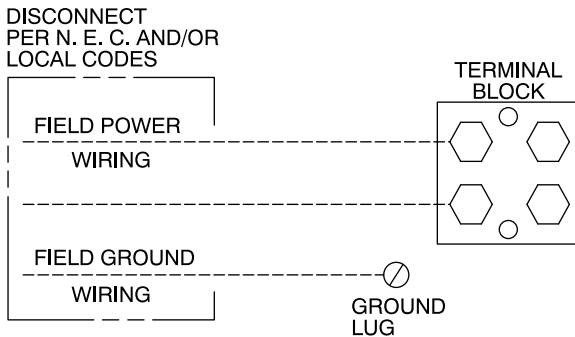 DISCONNECT
PER N. E. C. AND/OR
LOCAL CODES
TERMINAL
BLOCK
FIELD POWER
WIRING
FIELD GROUND
WIRING
GROUND
LUG